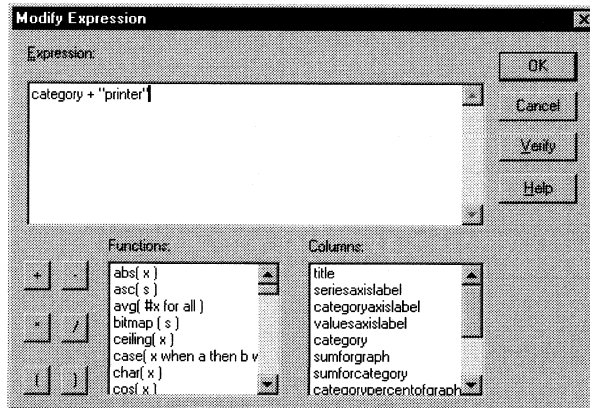 Modify Expression
Expression:
category + "printer"
OK
Cancel
Verify
Help
Functions:
abs( x )
asc( s )
avg( #x for all )
bitmap ( s )
ceiling( x )
case( x when a then b w
char( x )
cos( x )
Columns:
title
seriesaxislabel
categoryaxislabel
valuesaxislabel
category
sumforgraph
sumforcategory
categorypercentofgraph
+ -
* /
( )